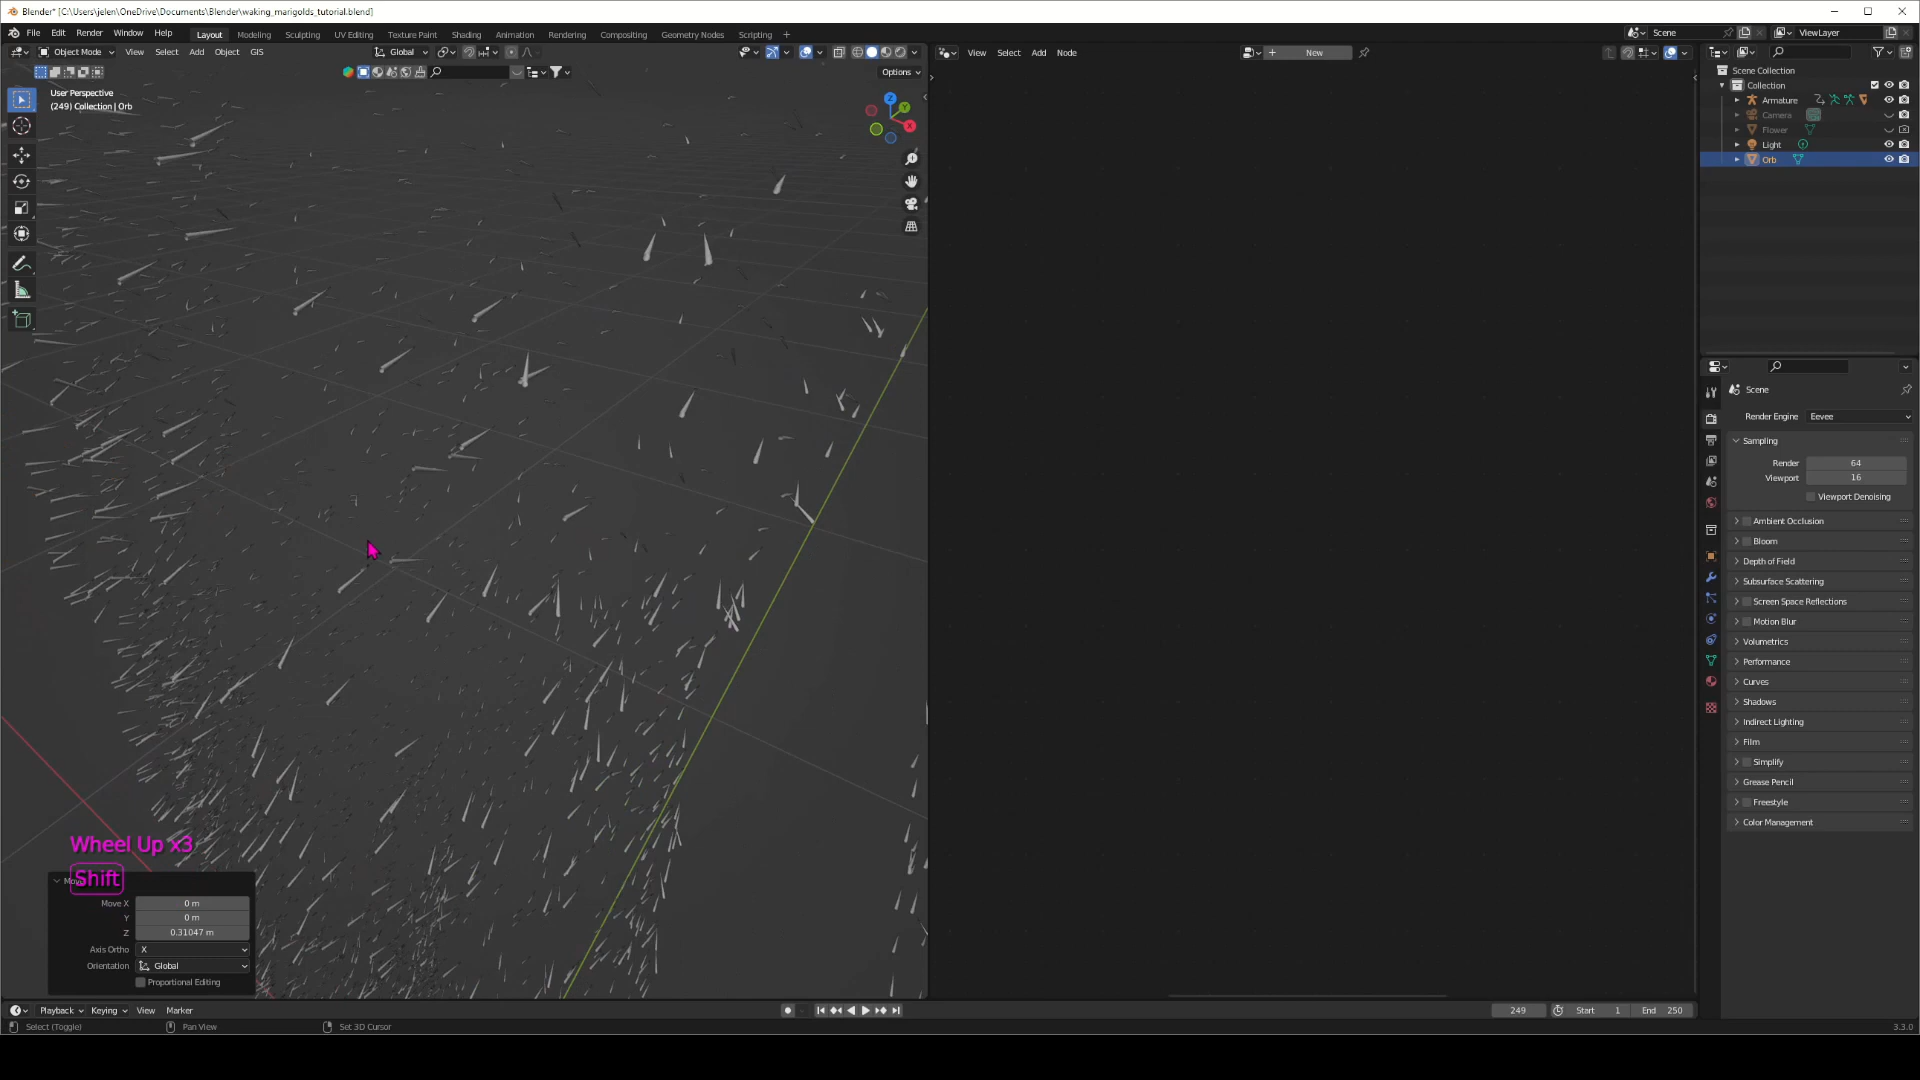 Blender* [C:\Users\jelen\OneDrive\Documents\Blender\waking_marigolds_tutorial.blend]
File Edit Render Window Help Layout Modeling Sculpting UV Editing Texture Paint Shading Animation Rendering Compositing Geometry Nodes Scripting + Scene ViewLayer
Object Mode View Select Add Object GIS Global View Select Add Node + New
Options
User Perspective
(249) Collection | Orb
Z
Y
X
Scene Collection
Collection
Armature
Camera
Flower
Light
Orb
Scene
Render Engine Eevee
Sampling
Render 64
Viewport 16
Viewport Denoising
Ambient Occlusion
Bloom
Depth of Field
Subsurface Scattering
Screen Space Reflections
Motion Blur
Volumetrics
Performance
Curves
Shadows
Indirect Lighting
Film
Simplify
Grease Pencil
Freestyle
Color Management
Wheel Up x3
Shift
Move X 0 m
Y 0 m
Z 0.31047 m
Axis Ortho X
Orientation Global
Proportional Editing
Playback Keying View Marker 249 Start 1 End 250
Select (Toggle) Pan View Set 3D Cursor 3.3.0